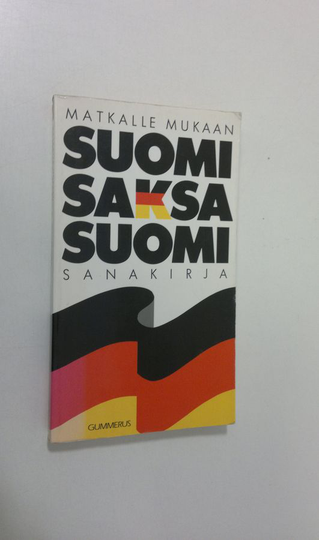 MATKALLE MUKAAN
SUOMI
SAKSA
SUOMI
SANAKIRJA
GUMMERUS